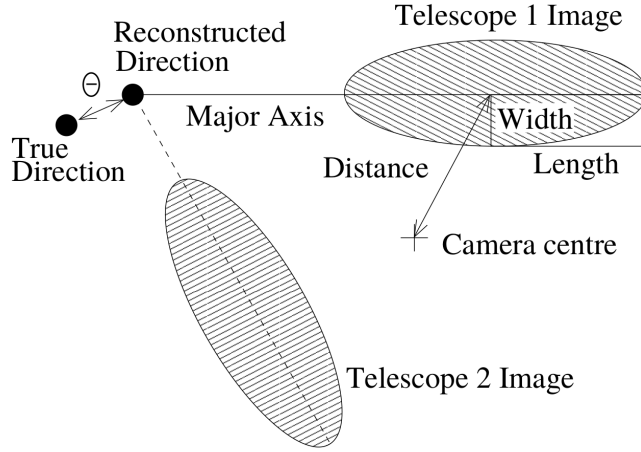 Telescope 1 Image
Reconstructed
Direction
Θ
Major Axis
Width
True
Direction
Distance
Length
Camera centre
Telescope 2 Image